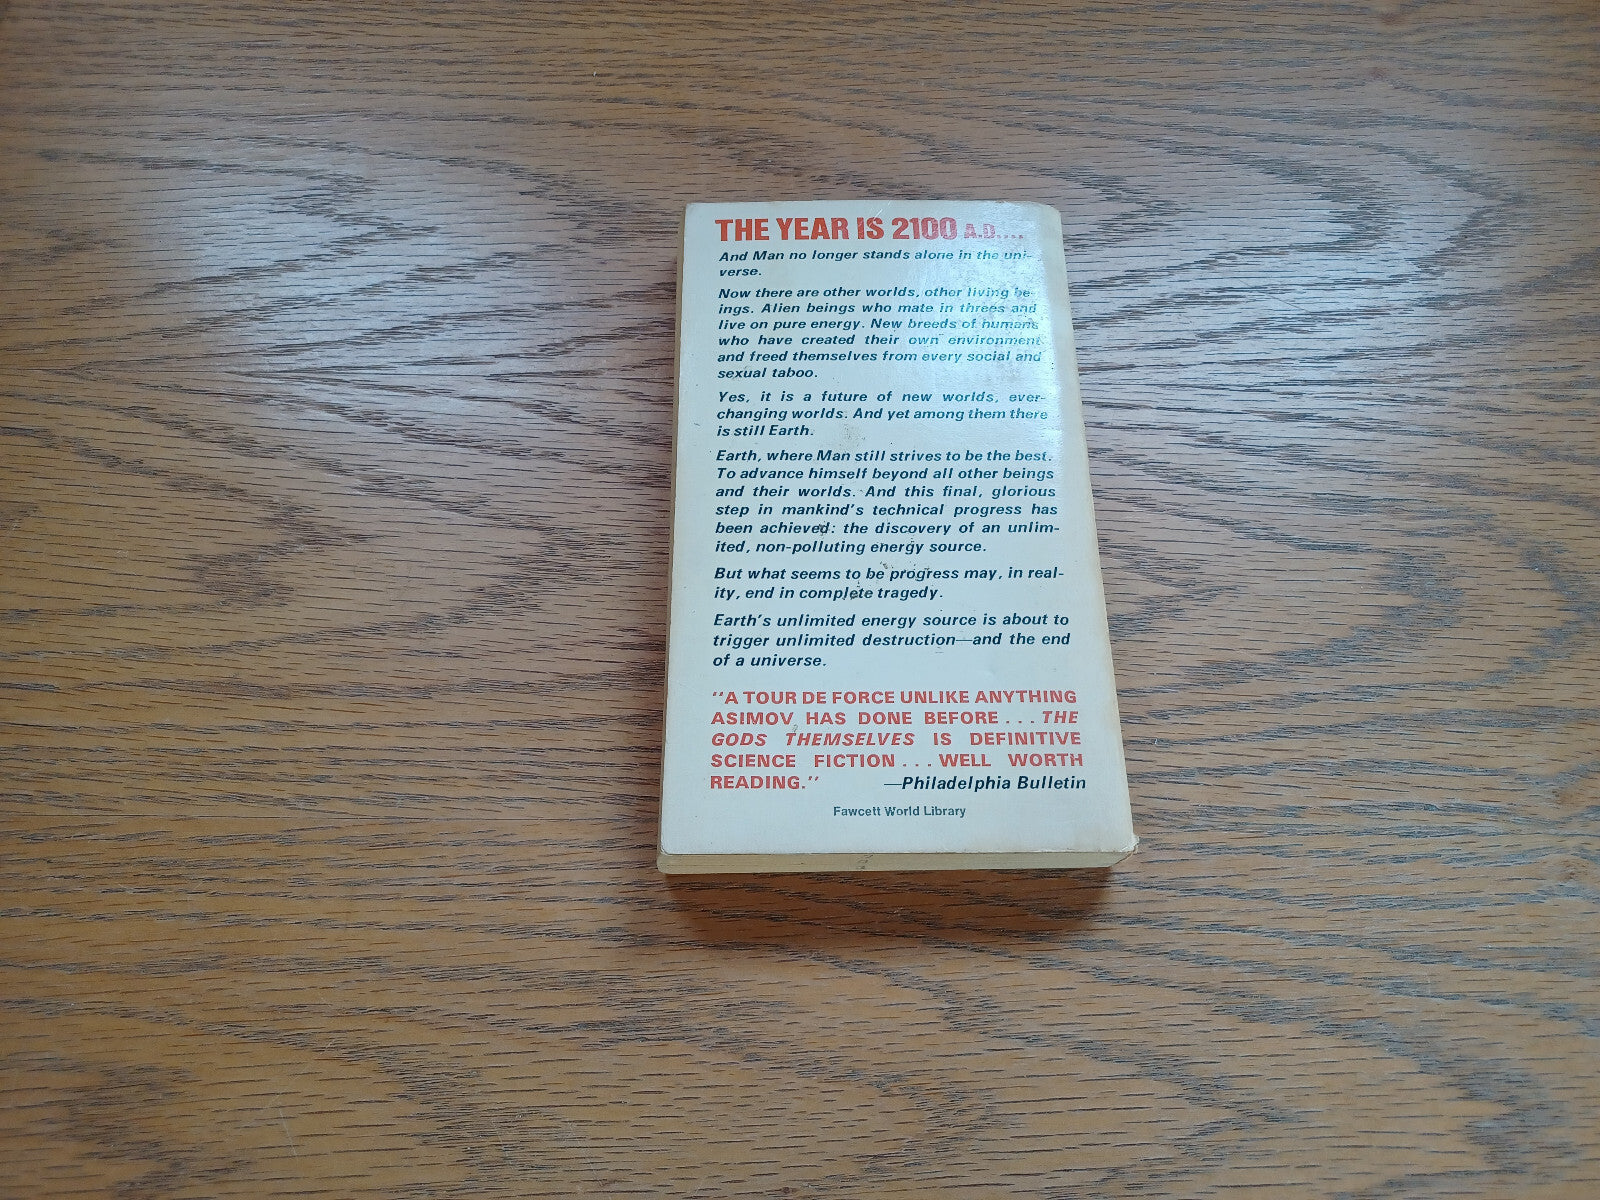 THE YEAR IS 2100 A.D....
And Man no longer stands alone in the uni-
verse.
Now there are other worlds, other living be-
ings. Alien beings who mate in threes and
live on pure energy. New breeds of humans
who have created their own environment
and freed themselves from every social and
sexual taboo.
Yes, it is a future of new worlds, ever-
changing worlds. And yet among them there
is still Earth.
Earth, where Man still strives to be the best.
To advance himself beyond all other beings
and their worlds. And this final, glorious
step in mankind's technical progress has
been achieved: the discovery of an unlim-
ited, non-polluting energy source.
But what seems to be progress may, in real-
ity, end in complete tragedy.
Earth's unlimited energy source is about to
trigger unlimited destruction—and the end
of a universe.
"A TOUR DE FORCE UNLIKE ANYTHING
ASIMOV HAS DONE BEFORE . . . THE
GODS THEMSELVES IS DEFINITIVE
SCIENCE FICTION . . . WELL WORTH
READING." —Philadelphia Bulletin
Fawcett World Library